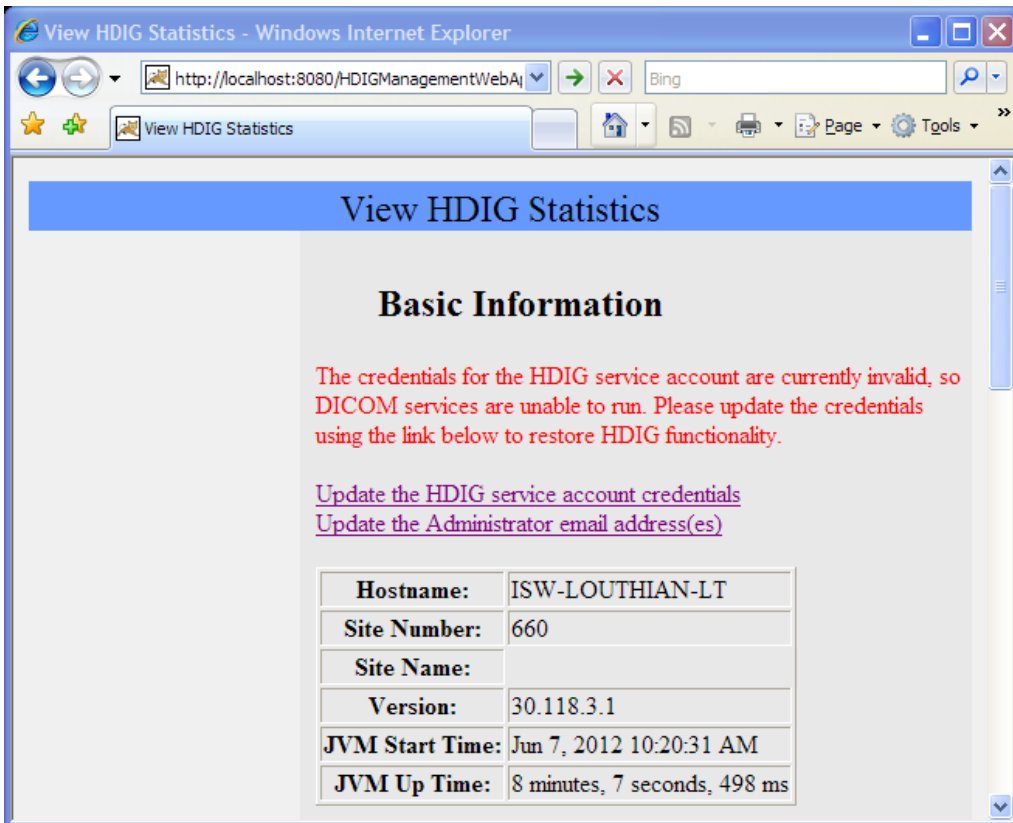 View HDIG Statistics - Windows Internet Explorer
http://localhost:8080/HDIGManagementWebAp
Bing
View HDIG Statistics
Page
Tools
»
View HDIG Statistics
Basic Information
The credentials for the HDIG service account are currently invalid, so
DICOM services are unable to run. Please update the credentials
using the link below to restore HDIG functionality.
Update the HDIG service account credentials
Update the Administrator email address(es)
Hostname: ISW-LOUTHIAN-LT
Site Number: 660
Site Name:
Version: 30.118.3.1
JVM Start Time: Jun 7, 2012 10:20:31 AM
JVM Up Time: 8 minutes, 7 seconds, 498 ms